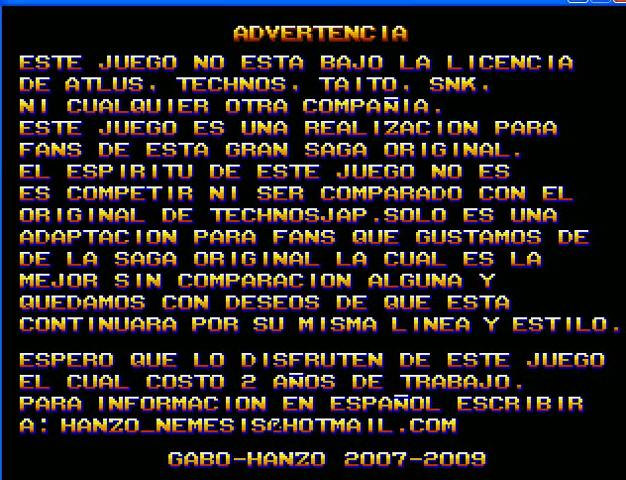 ADVERTENCIA
ESTE JUEGO NO ESTA BAJO LA LICENCIA
DE ATLUS, TECHNOS, TAITO, SNK,
NI CUALQUIER OTRA COMPAÑIA.
ESTE JUEGO ES UNA REALIZACION PARA
FANS DE ESTA GRAN SAGA ORIGINAL.
EL ESPIRITU DE ESTE JUEGO NO ES
ES COMPETIR NI SER COMPARADO CON EL
ORIGINAL DE TECHNOSJAP.SOLO ES UNA
ADAPTACION PARA FANS QUE GUSTAMOS DE
DE LA SAGA ORIGINAL LA CUAL ES LA
MEJOR SIN COMPARACION ALGUNA Y
QUEDAMOS CON DESEOS DE QUE ESTA
CONTINUARA POR SU MISMA LINEA Y ESTILO.
ESPERO QUE LO DISFRUTEN DE ESTE JUEGO
EL CUAL COSTO 2 AÑOS DE TRABAJO.
PARA INFORMACION EN ESPAÑOL ESCRIBIR
A: HANZO_NEMESIS@HOTMAIL.COM
GABO-HANZO 2007-2009